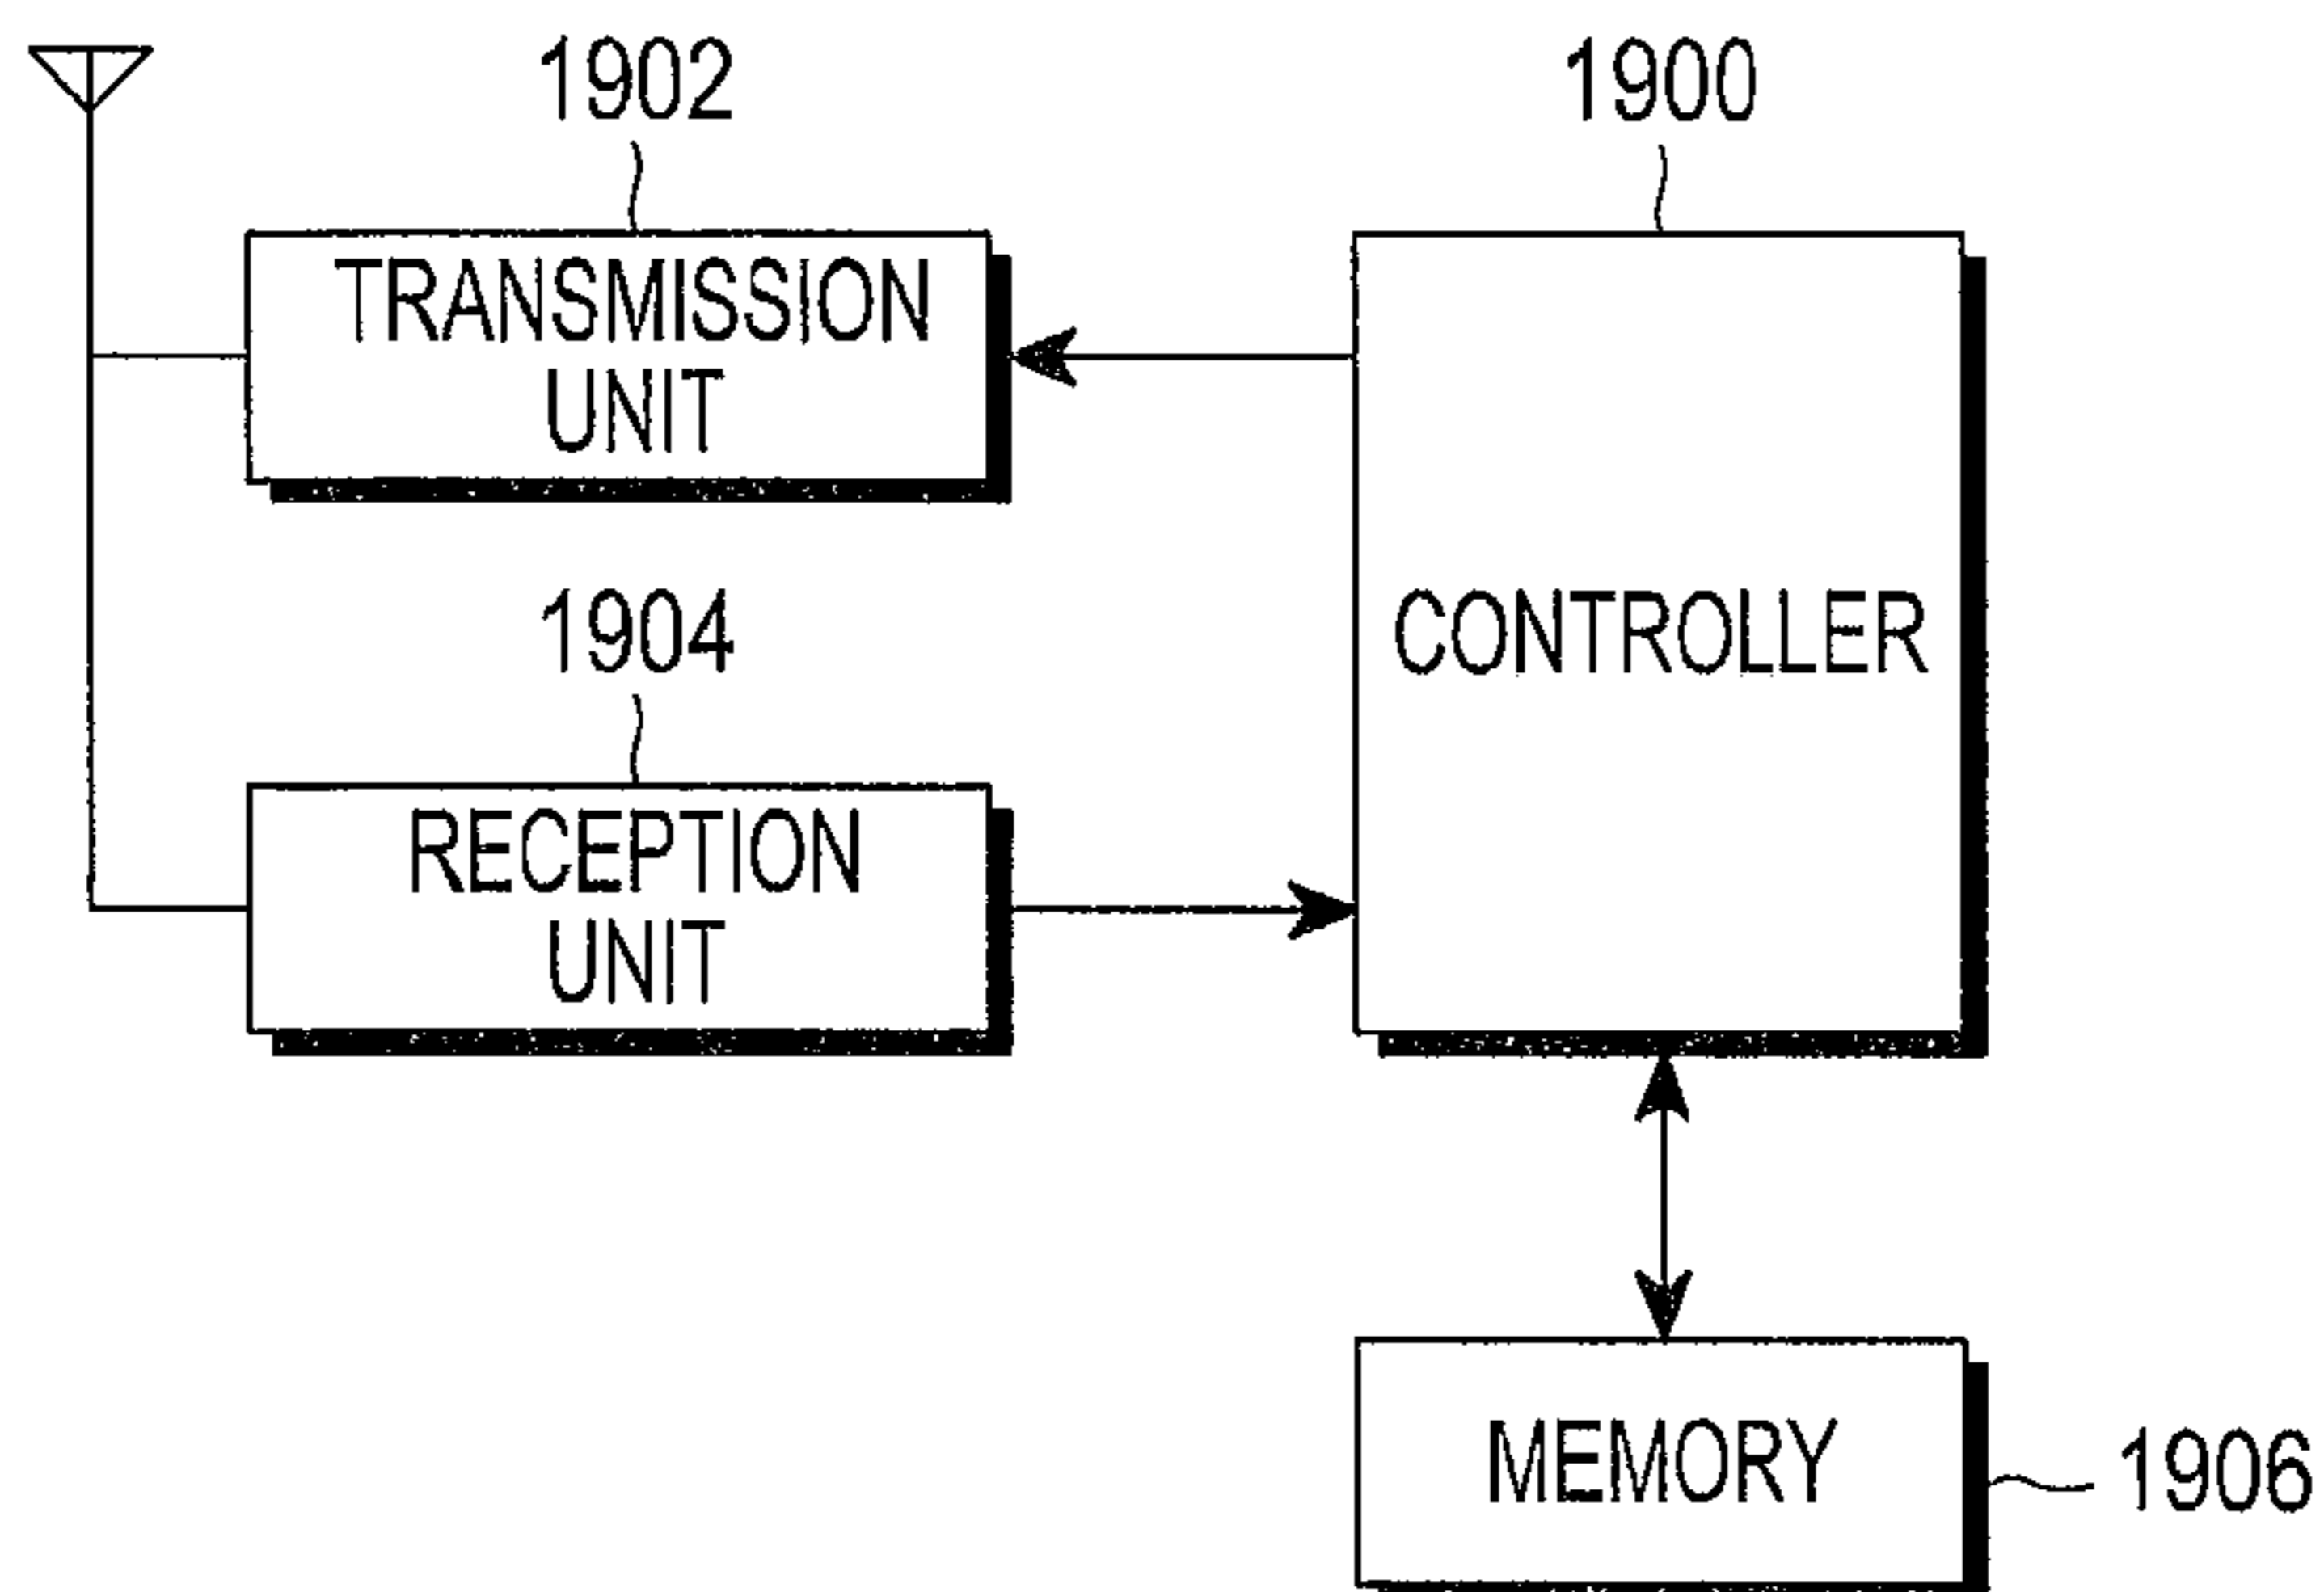 1902
1900
TRANSMISSION
UNIT
1904
CONTROLLER
RECEPTION
UNIT
MEMORY
1906